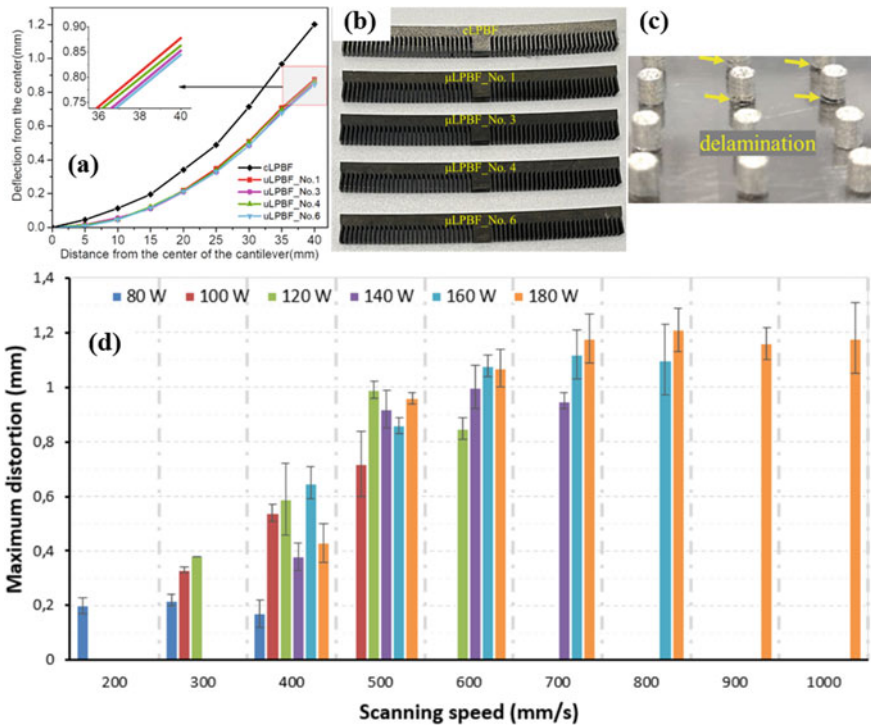 (a)
Deflection from the center(mm)
1.2
1.0
0.8
0.6
0.4
0.2
0.0
0.90
0.85
0.80
0.75
36
38
40
cLPBF
uLPBF_No.1
uLPBF_No.3
uLPBF_No.4
uLPBF_No.6
0 5 10 15 20 25 30 35 40
Distance from the center of the cantilever(mm)
(b)
cLPBF
μLPBF_No. 1
μLPBF_No. 3
μLPBF_No. 4
μLPBF_No. 6
(c)
delamination
80 W 100 W 120 W 140 W 160 W 180 W
(d)
Maximum distortion (mm)
1,4
1,2
1
0,8
0,6
0,4
0,2
0
200 300 400 500 600 700 800 900 1000
Scanning speed (mm/s)